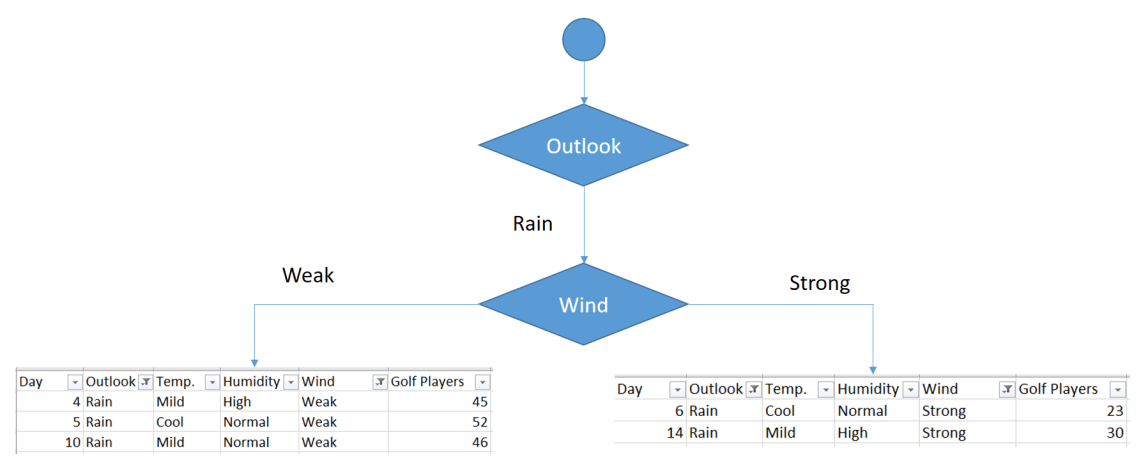 Outlook
Rain
Weak
Strong
Wind
Day Outlook Temp. Humidity Wind Golf Players
4 Rain Mild High Weak 45
5 Rain Cool Normal Weak 52
10 Rain Mild Normal Weak 46
Day Outlook Temp. Humidity Wind Golf Players
6 Rain Cool Normal Strong 23
14 Rain Mild High Strong 30